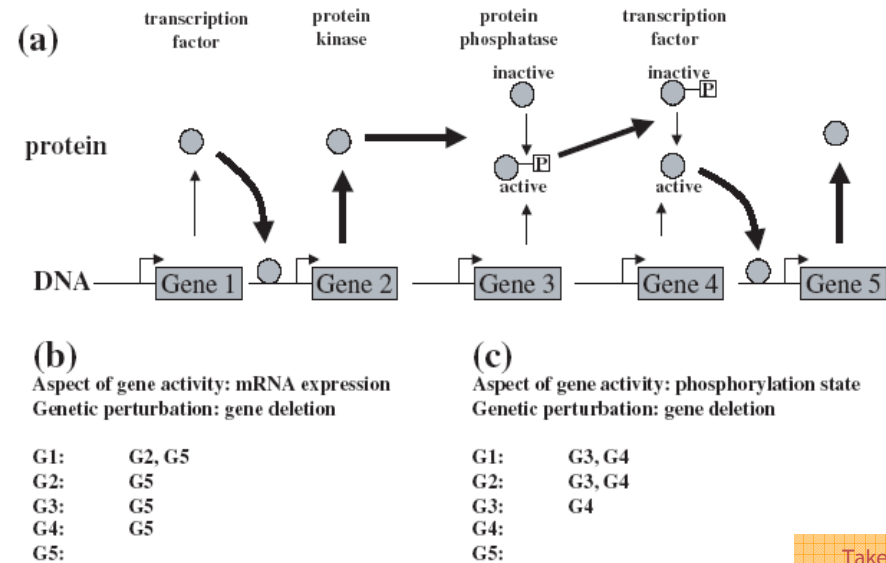 (a)
transcription
factor
protein
kinase
protein
phosphatase
transcription
factor
inactive
inactive
P
protein
P
active
active
DNA
Gene 1
Gene 2
Gene 3
Gene 4
Gene 5
(b)
Aspect of gene activity: mRNA expression
Genetic perturbation: gene deletion
G1: G2, G5
G2: G5
G3: G5
G4: G5
G5:
(c)
Aspect of gene activity: phosphorylation state
Genetic perturbation: gene deletion
G1: G3, G4
G2: G3, G4
G3: G4
G4:
G5:
Take